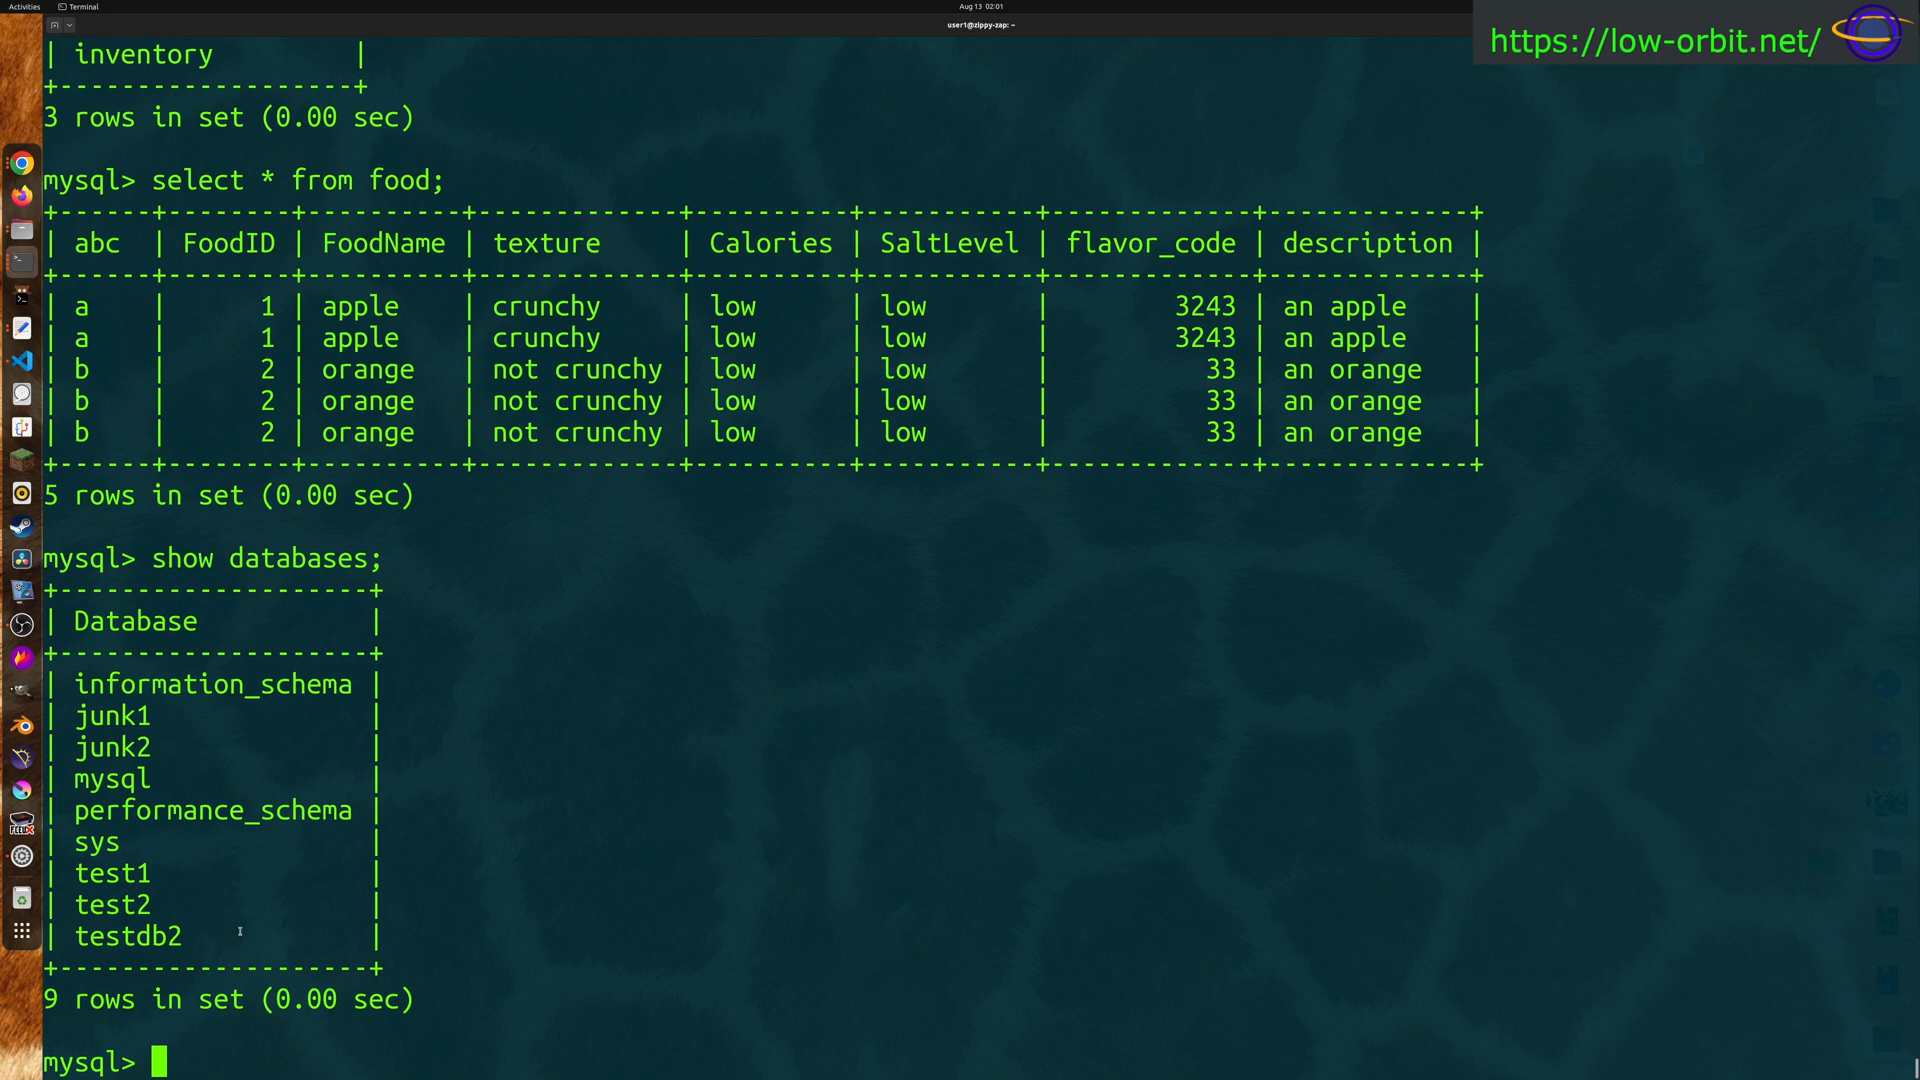 Activities Terminal Aug 13 02:01
user1@zippy-zap: ~
https://low-orbit.net/
| inventory         |
+-------------------+
3 rows in set (0.00 sec)
mysql> select * from food;
+------+--------+----------+-------------+----------+-----------+-------------+-------------+
| abc  | FoodID | FoodName | texture     | Calories | SaltLevel | flavor_code | description |
+------+--------+----------+-------------+----------+-----------+-------------+-------------+
| a    |      1 | apple    | crunchy     | low      | low       |        3243 | an apple    |
| a    |      1 | apple    | crunchy     | low      | low       |        3243 | an apple    |
| b    |      2 | orange   | not crunchy | low      | low       |          33 | an orange   |
| b    |      2 | orange   | not crunchy | low      | low       |          33 | an orange   |
| b    |      2 | orange   | not crunchy | low      | low       |          33 | an orange   |
+------+--------+----------+-------------+----------+-----------+-------------+-------------+
5 rows in set (0.00 sec)
mysql> show databases;
+--------------------+
| Database           |
+--------------------+
| information_schema |
| junk1              |
| junk2              |
| mysql              |
| performance_schema |
| sys                |
| test1              |
| test2              |
| testdb2            |
+--------------------+
9 rows in set (0.00 sec)
mysql>